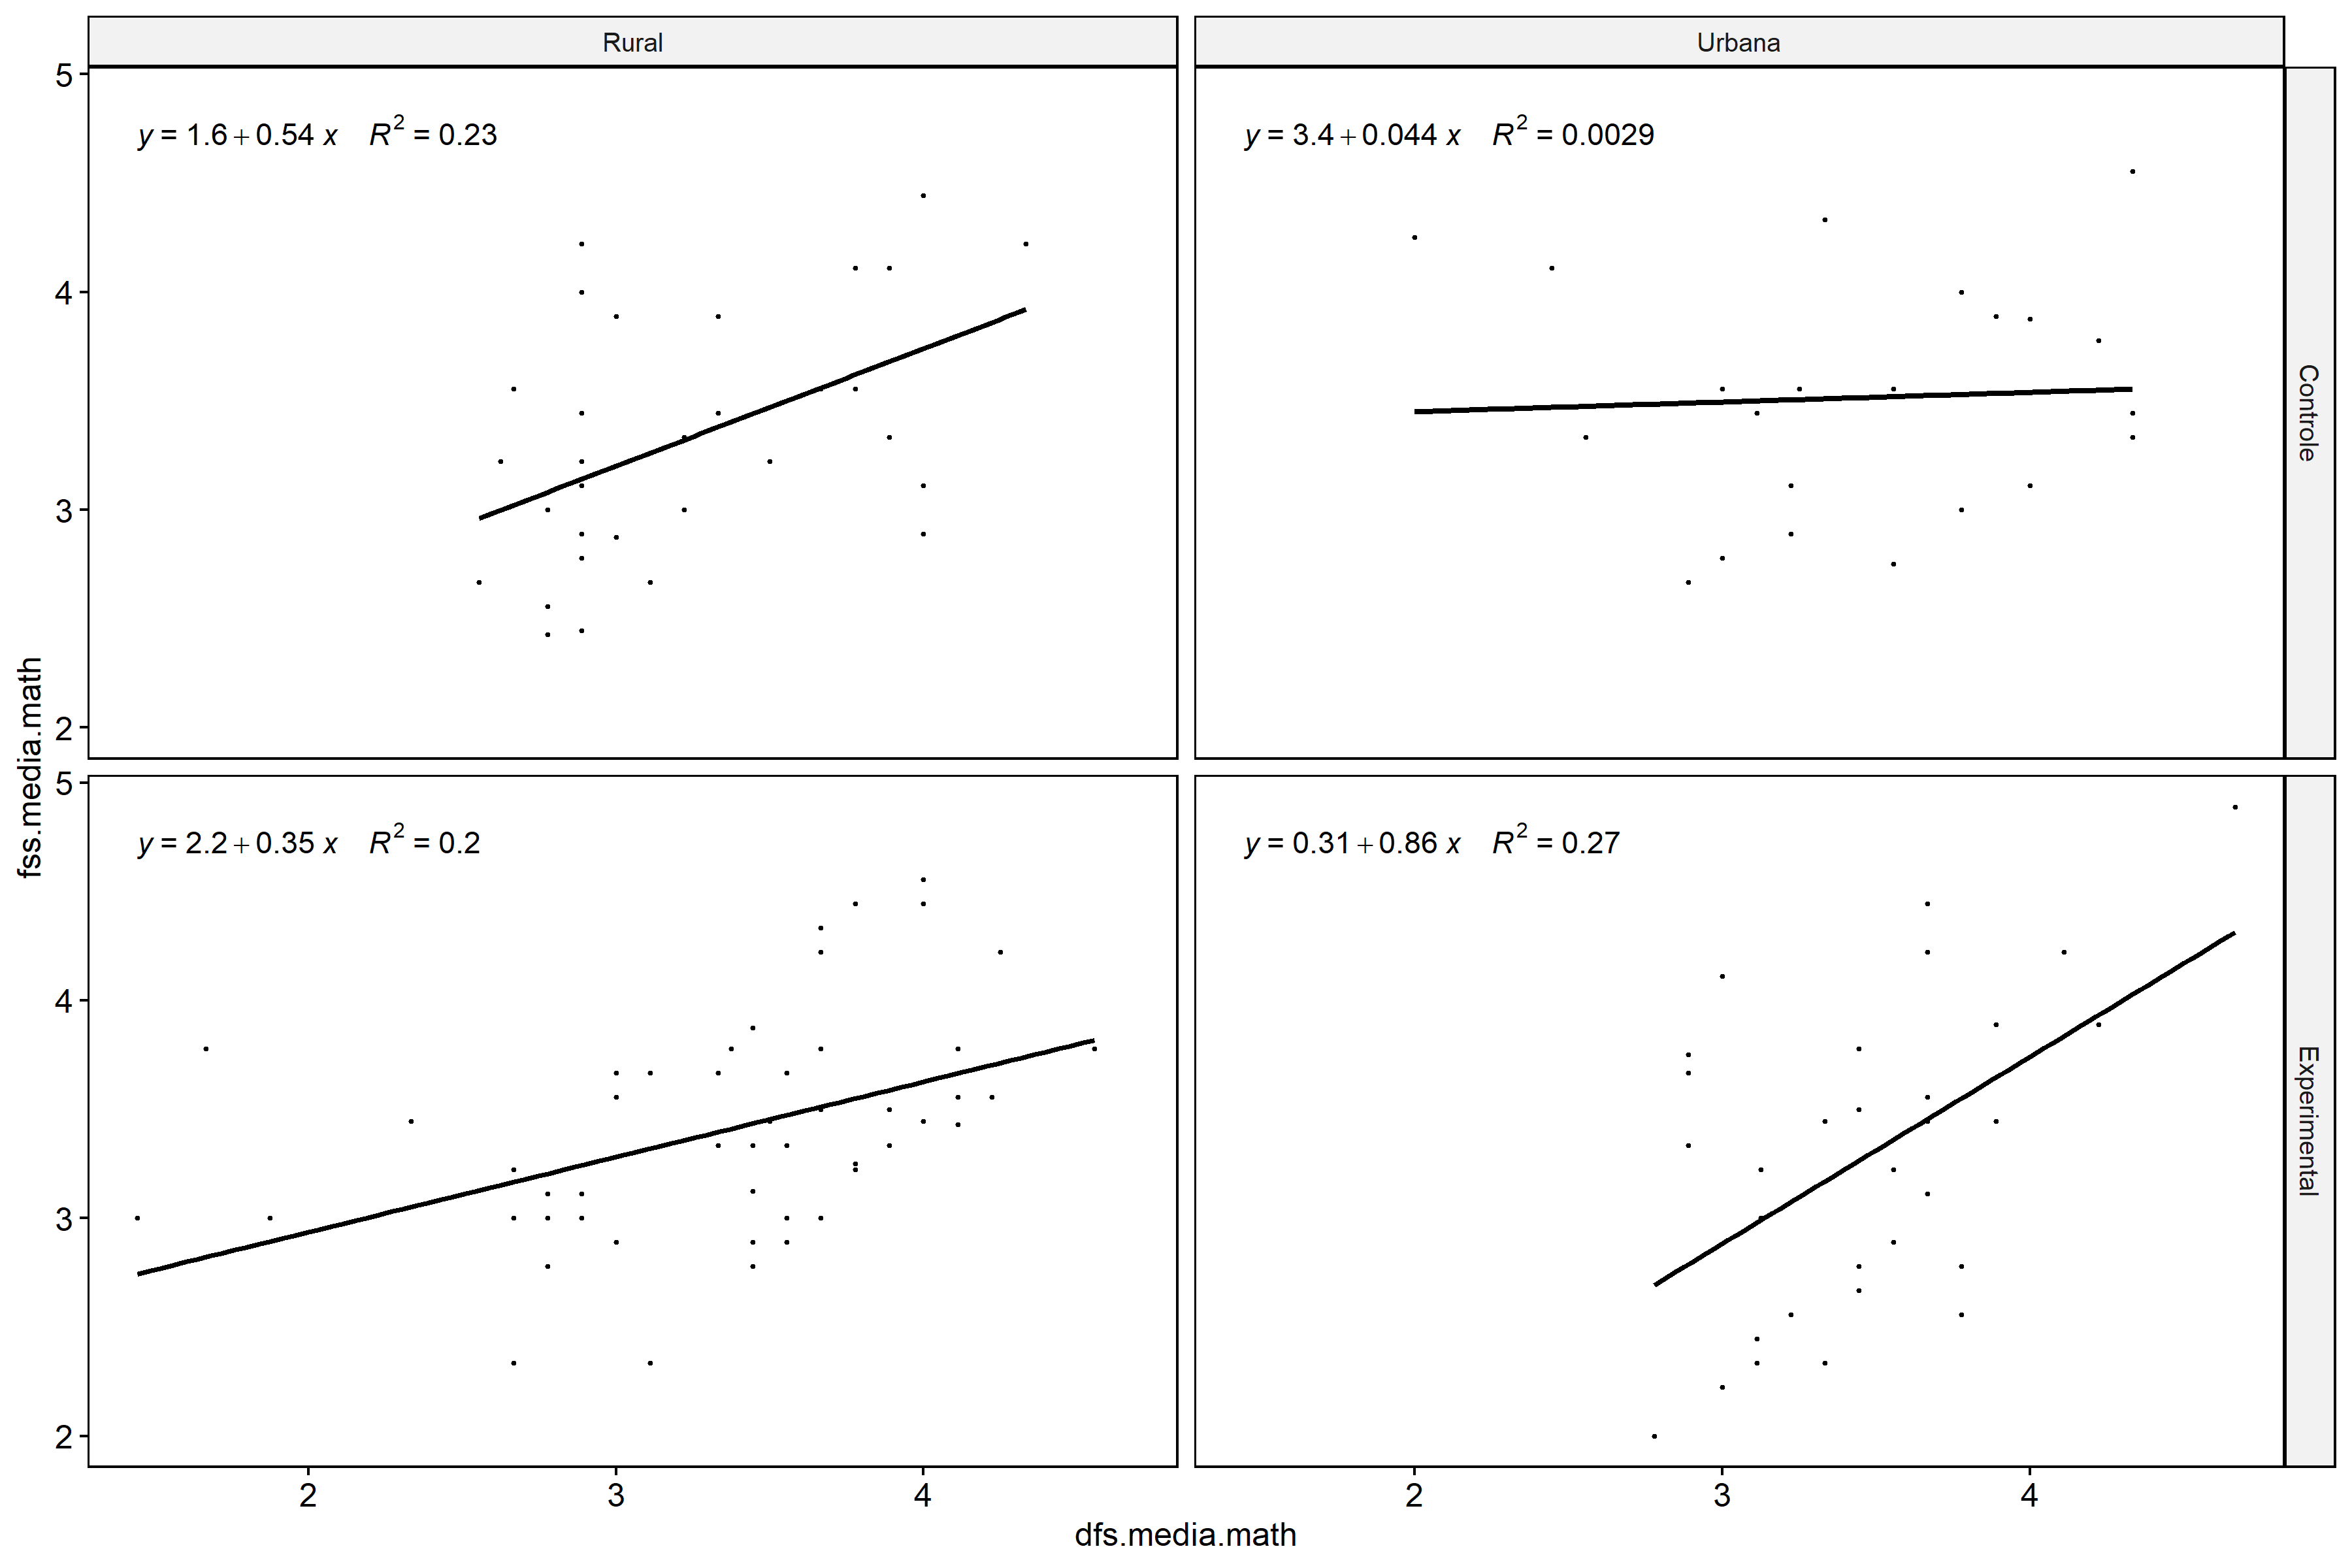 Rural
Urbana
5
4
3
2
y = 1.6 + 0.54 x R² = 0.23
y = 3.4 + 0.044 x R² = 0.0029
Controle
fss.media.math
5
4
3
2
y = 2.2 + 0.35 x R² = 0.2
y = 0.31 + 0.86 x R² = 0.27
Experimental
2 3 4
2 3 4
dfs.media.math